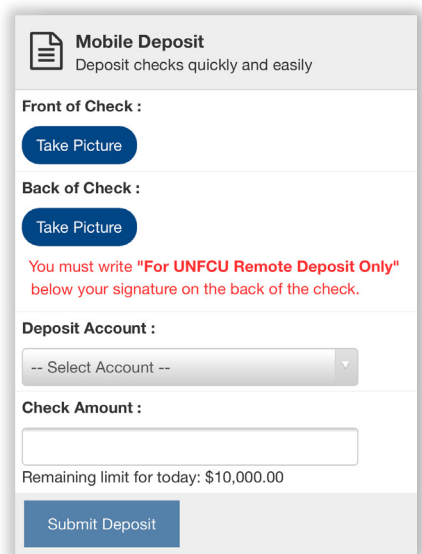 Mobile Deposit
Deposit checks quickly and easily
Front of Check :
Take Picture
Back of Check :
Take Picture
You must write "For UNFCU Remote Deposit Only"
below your signature on the back of the check.
Deposit Account :
-- Select Account --
Check Amount :
Remaining limit for today: $10,000.00
Submit Deposit